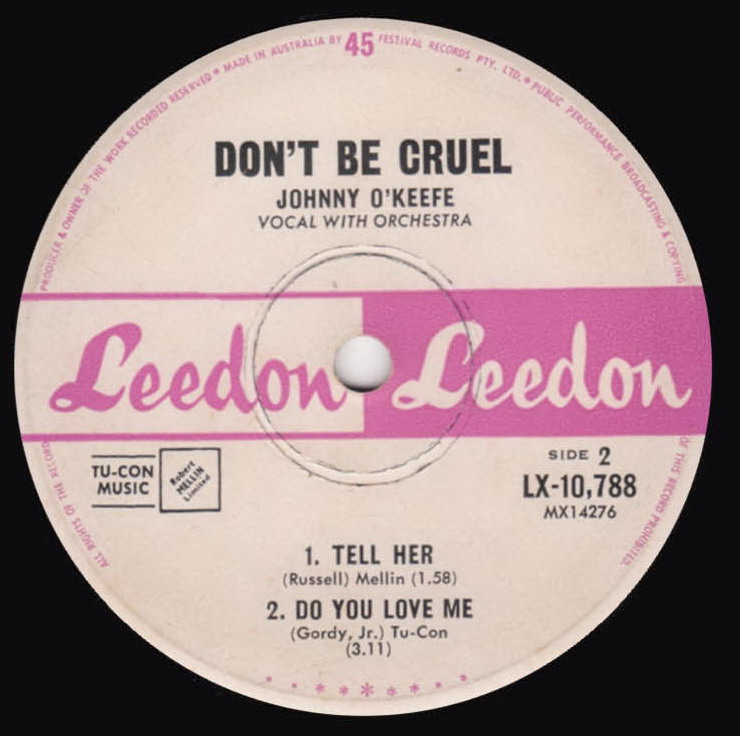 PRODUCER & OWNER OF THE WORK RECORDED RESERVED * MADE IN AUSTRALIA BY 45 FESTIVAL RECORDS PTY. LTD. * PUBLIC PERFORMANCE BROADCASTING & COPYING
DON'T BE CRUEL
JOHNNY O'KEEFE
VOCAL WITH ORCHESTRA
Leedon Leedon
TU-CON MUSIC
Robert MELLIN Limited
SIDE 2
LX-10,788
MX14276
1. TELL HER
(Russell) Mellin (1.58)
2. DO YOU LOVE ME
(Gordy, Jr.) Tu-Con
(3.11)
ALL RIGHTS OF THE RECORD
OF THIS RECORD PROHIBITED.